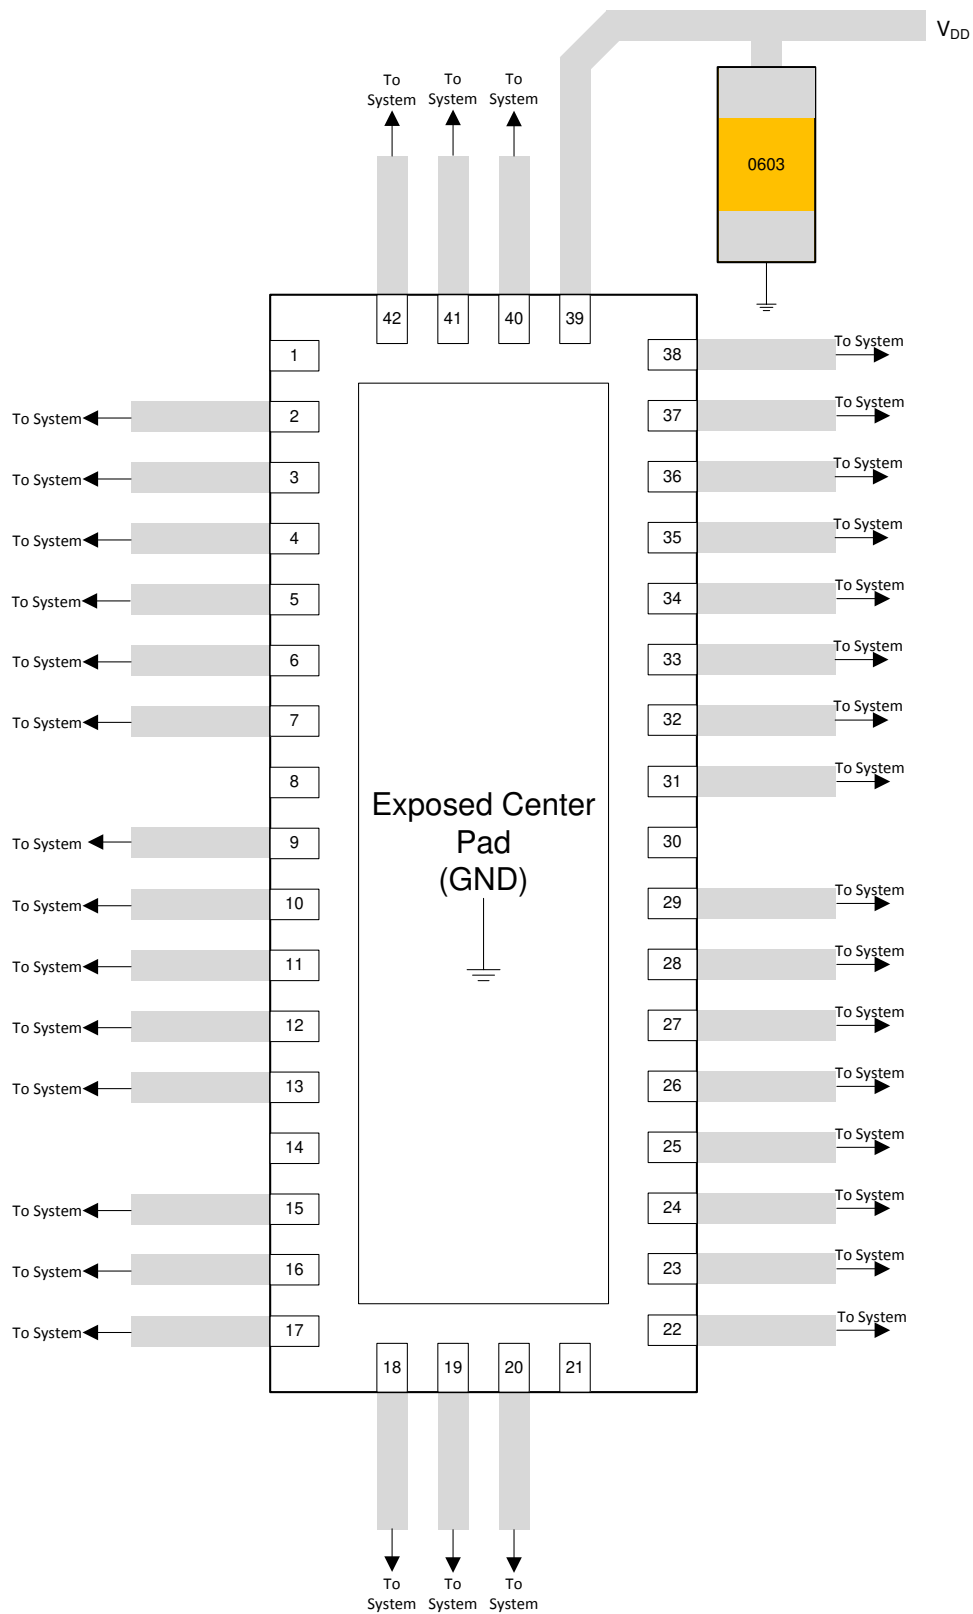 V_DD
To
System
To
System
To
System
0603
42
41
40
39
1
38
To System
To System
2
37
To System
To System
3
36
To System
To System
4
35
To System
To System
5
34
To System
To System
6
33
To System
To System
7
32
To System
8
31
To System
To System
9
30
To System
10
29
To System
To System
11
28
To System
To System
12
27
To System
To System
13
26
To System
14
25
To System
To System
15
24
To System
To System
16
23
To System
To System
17
22
To System
Exposed Center
Pad
(GND)
18
19
20
21
To
System
To
System
To
System